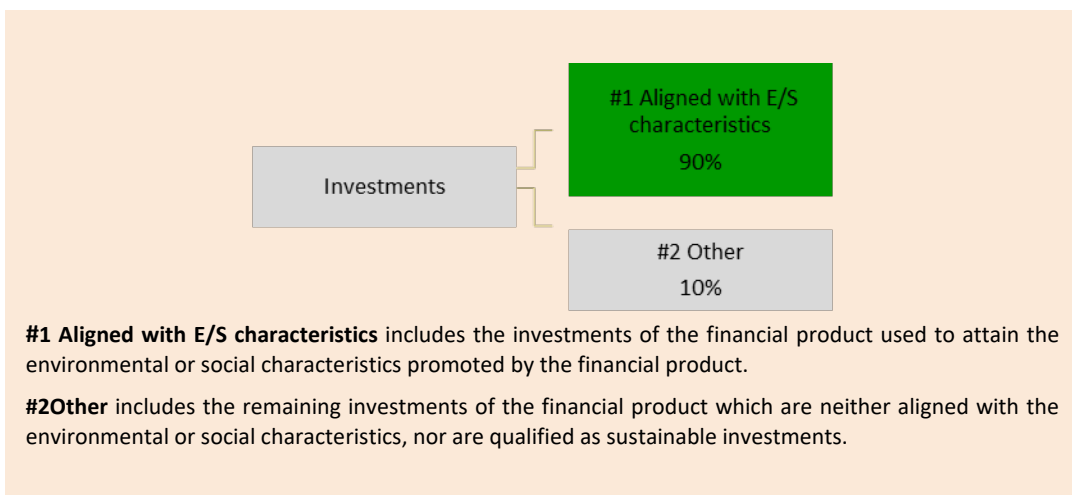 #1 Aligned with E/S
characteristics
90%
Investments
#2 Other
10%
#1 Aligned with E/S characteristics includes the investments of the financial product used to attain the
environmental or social characteristics promoted by the financial product.
#2Other includes the remaining investments of the financial product which are neither aligned with the
environmental or social characteristics, nor are qualified as sustainable investments.